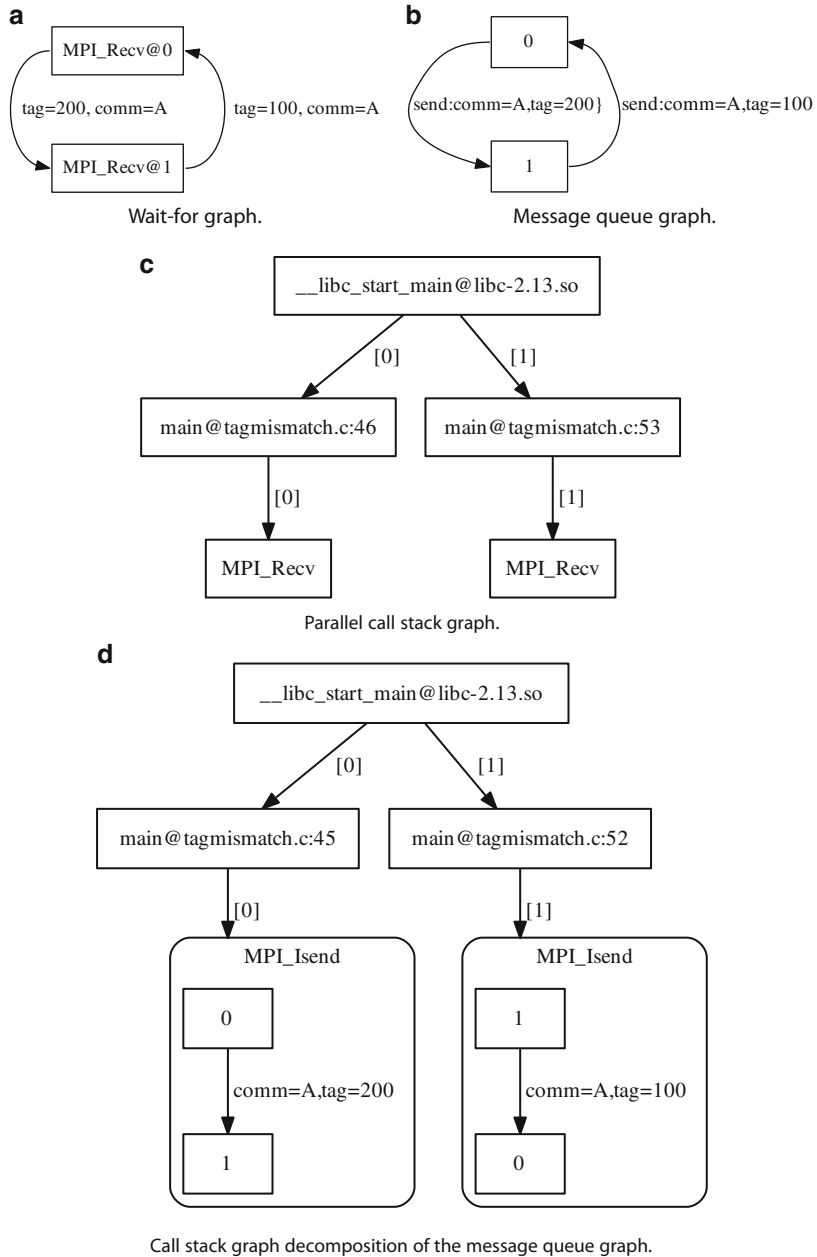 a
MPI_Recv@0
tag=200, comm=A
tag=100, comm=A
MPI_Recv@1
Wait-for graph.
b
0
send:comm=A,tag=200}
send:comm=A,tag=100
1
Message queue graph.
c
__libc_start_main@libc-2.13.so
[0]
[1]
main@tagmismatch.c:46
main@tagmismatch.c:53
[0]
[1]
MPI_Recv
MPI_Recv
Parallel call stack graph.
d
__libc_start_main@libc-2.13.so
[0]
[1]
main@tagmismatch.c:45
main@tagmismatch.c:52
[0]
[1]
MPI_Isend
0
comm=A,tag=200
1
MPI_Isend
1
comm=A,tag=100
0
Call stack graph decomposition of the message queue graph.